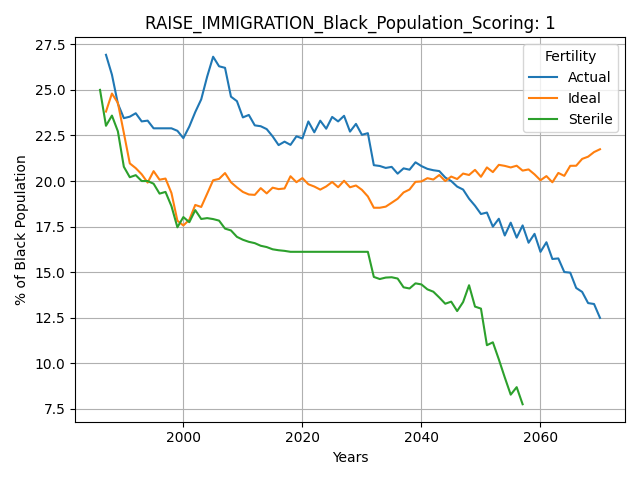 RAISE_IMMIGRATION_Black_Population_Scoring: 1
Fertility
Actual
Ideal
Sterile
% of Black Population
27.5
25.0
22.5
20.0
17.5
15.0
12.5
10.0
7.5
2000
2020
2040
2060
Years